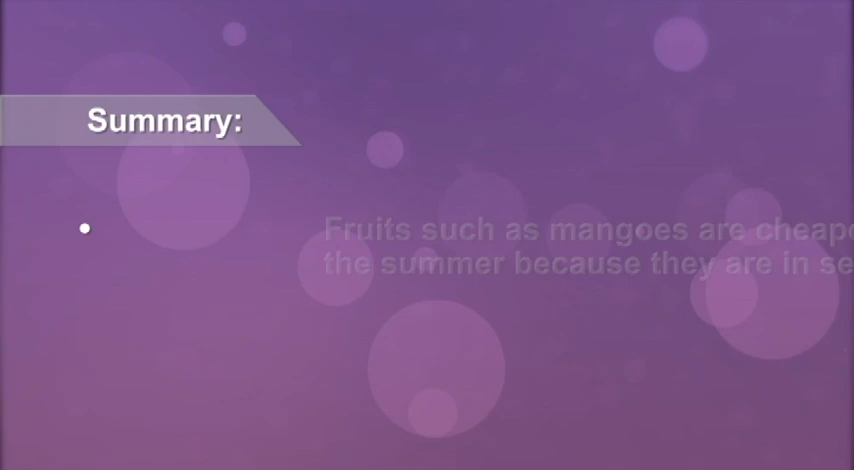 Summary:
Fruits such as mangoes are
the summer because they are in